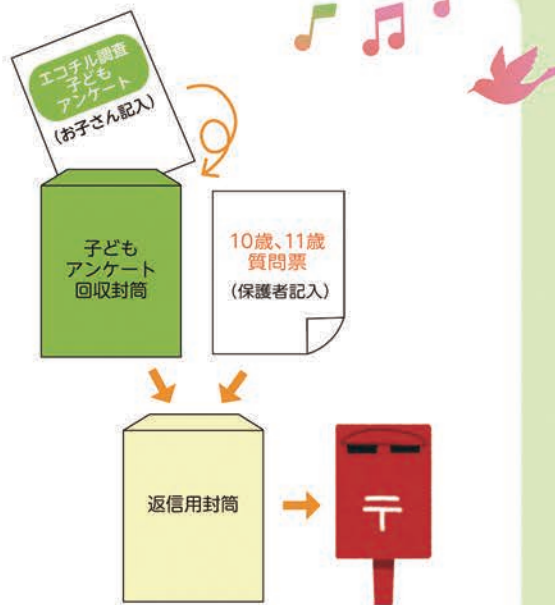 エコチル調査
子ども
アンケート
(お子さん記入)
子ども
アンケート
回収封筒
10歳、11歳
質問票
(保護者記入)
返信用封筒
〒